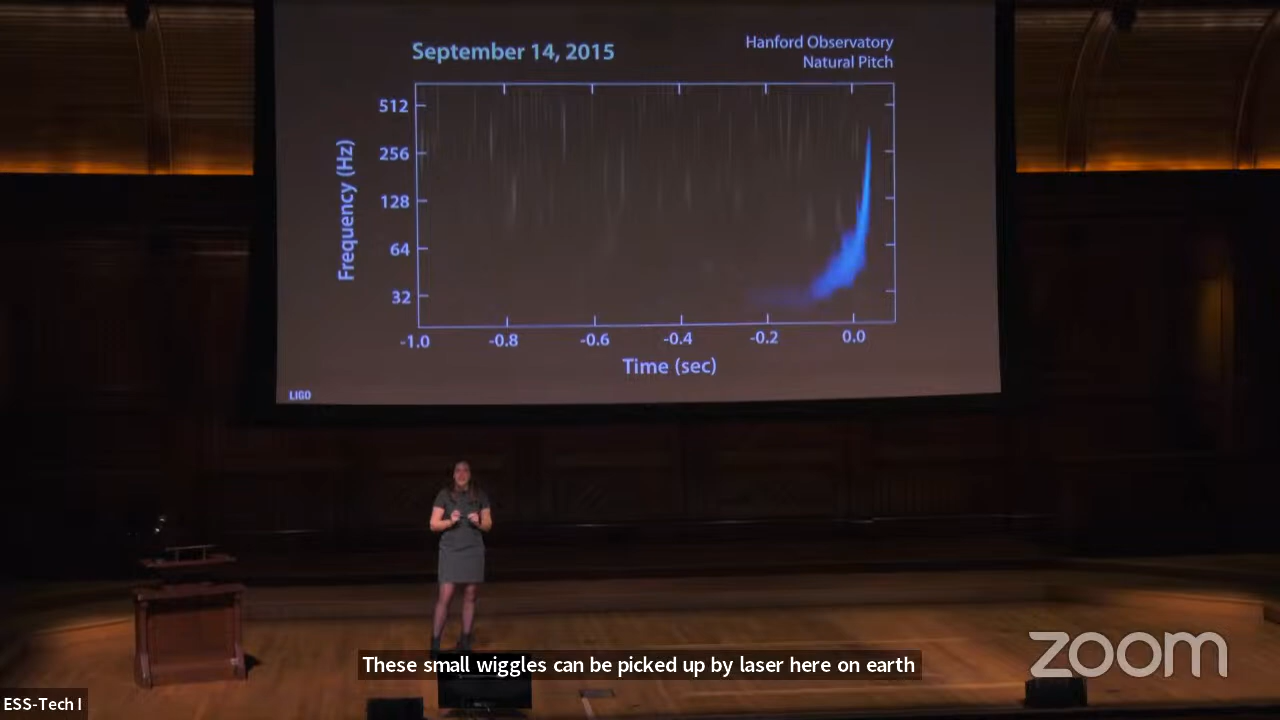 September 14, 2015
Hanford Observatory
Natural Pitch
Frequency (Hz)
512
256
128
64
32
-1.0 -0.8 -0.6 -0.4 -0.2 0.0
Time (sec)
LIGO
These small wiggles can be picked up by laser here on earth
zoom
ESS-Tech I